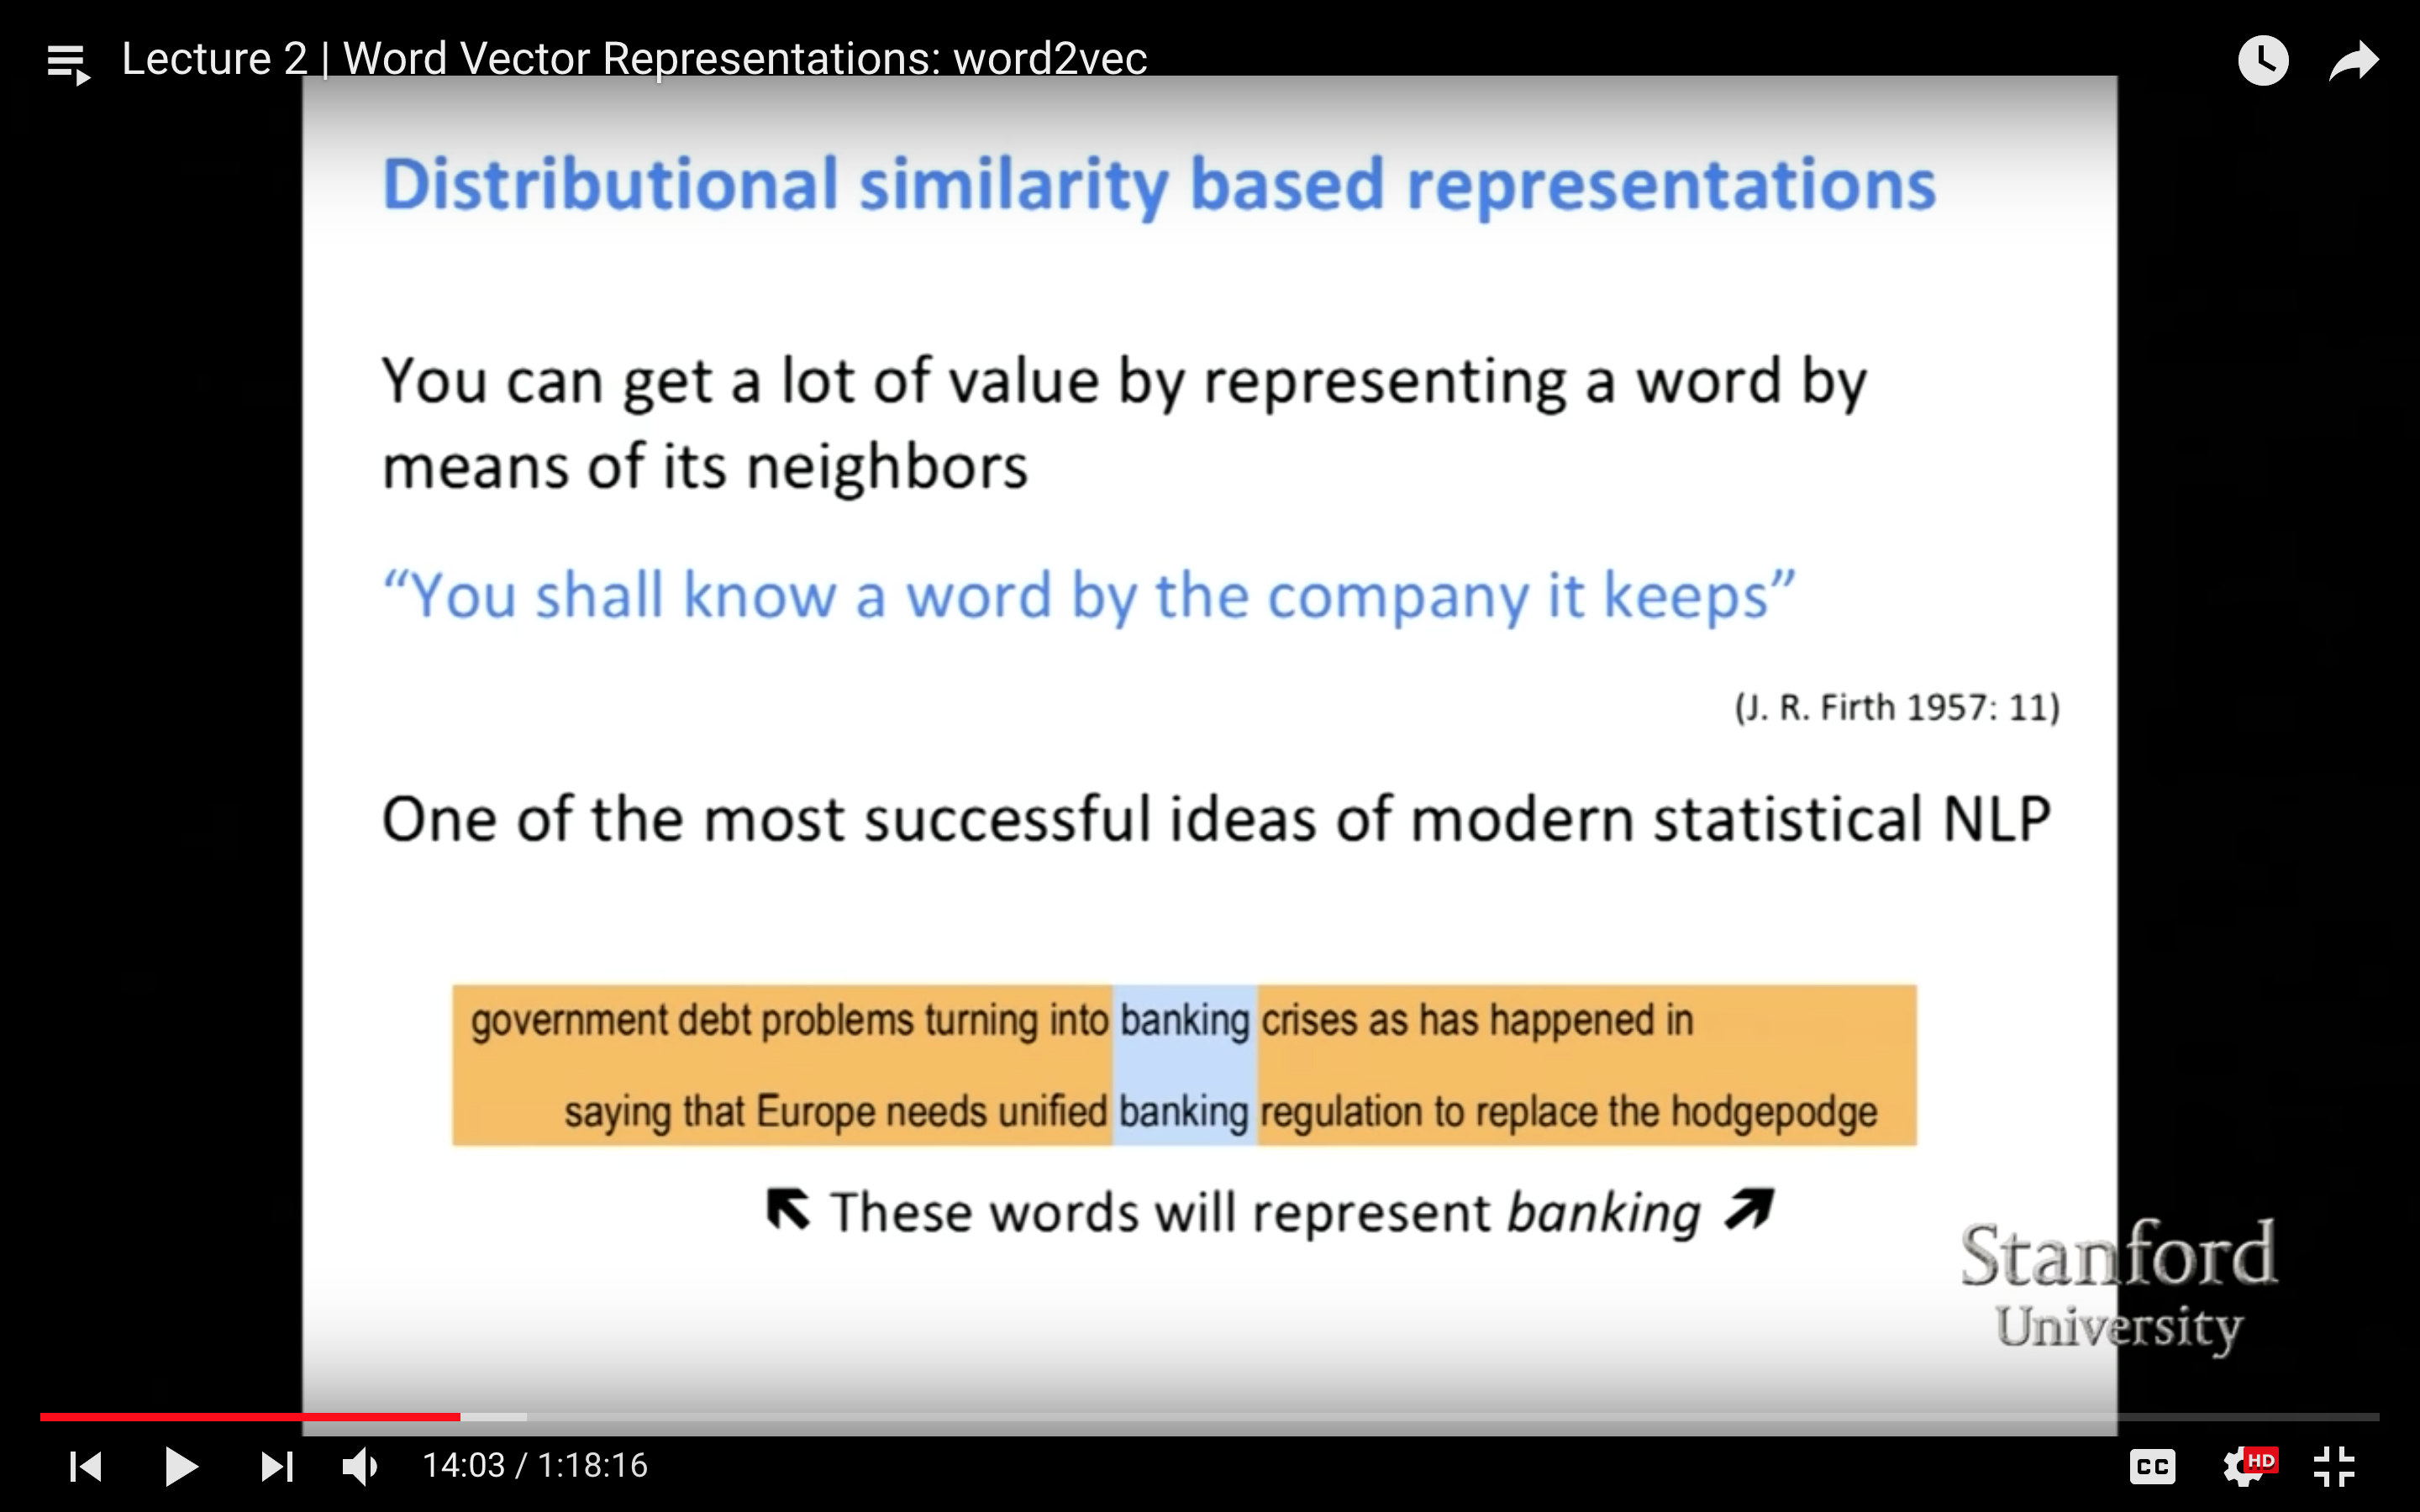 Lecture 2 | Word Vector Representations: word2vec
Distributional similarity based representations
You can get a lot of value by representing a word by
means of its neighbors
“You shall know a word by the company it keeps”
(J. R. Firth 1957: 11)
One of the most successful ideas of modern statistical NLP
government debt problems turning into banking crises as has happened in
saying that Europe needs unified banking regulation to replace the hodgepodge
↖ These words will represent banking ↗
Stanford
University
14:03 / 1:18:16
CC
HD